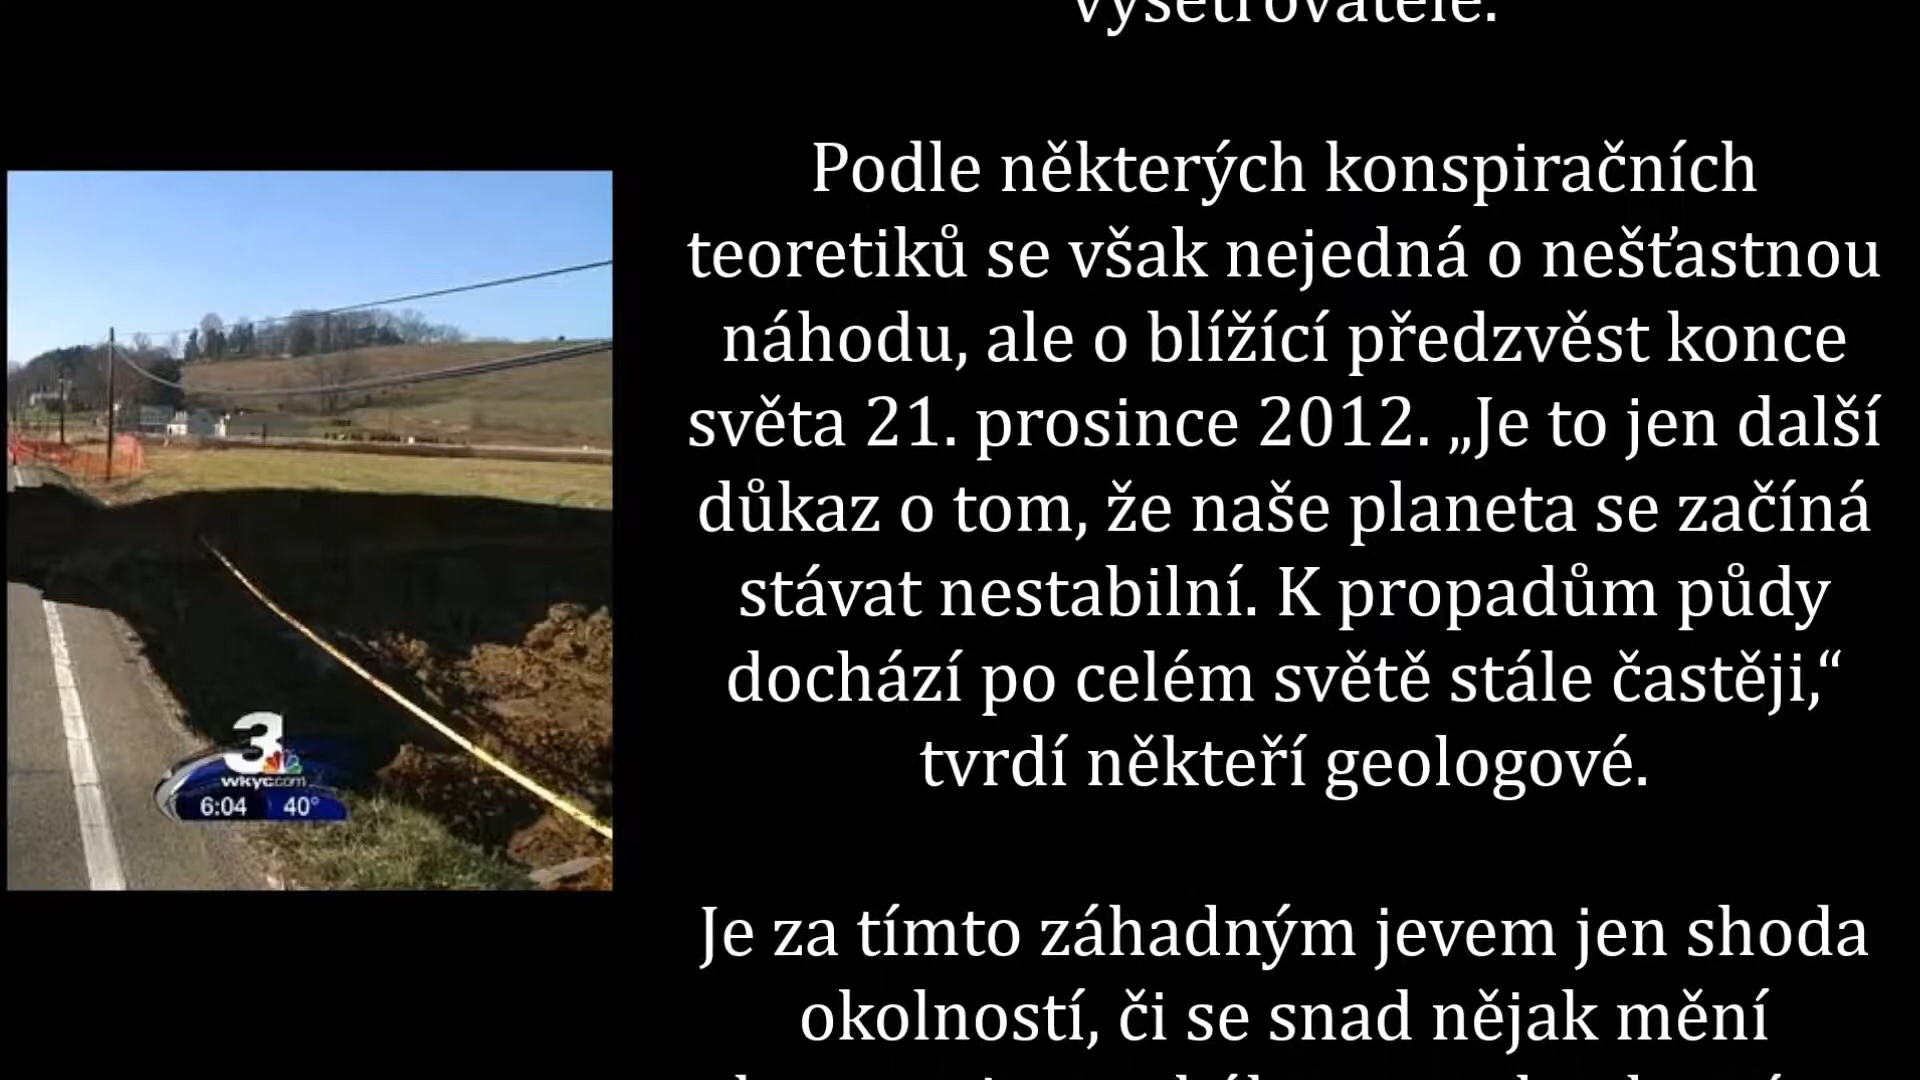 vyšetřovatelé.
Podle některých konspiračních
teoretiků se však nejedná o nešťastnou
náhodu, ale o blížící předzvěst konce
světa 21. prosince 2012. „Je to jen další
důkaz o tom, že naše planeta se začíná
stávat nestabilní. K propadům půdy
dochází po celém světě stále častěji,“
tvrdí někteří geologové.
Je za tímto záhadným jevem jen shoda
okolností, či se snad nějak mění
3
wkyc.com
6:04 40°